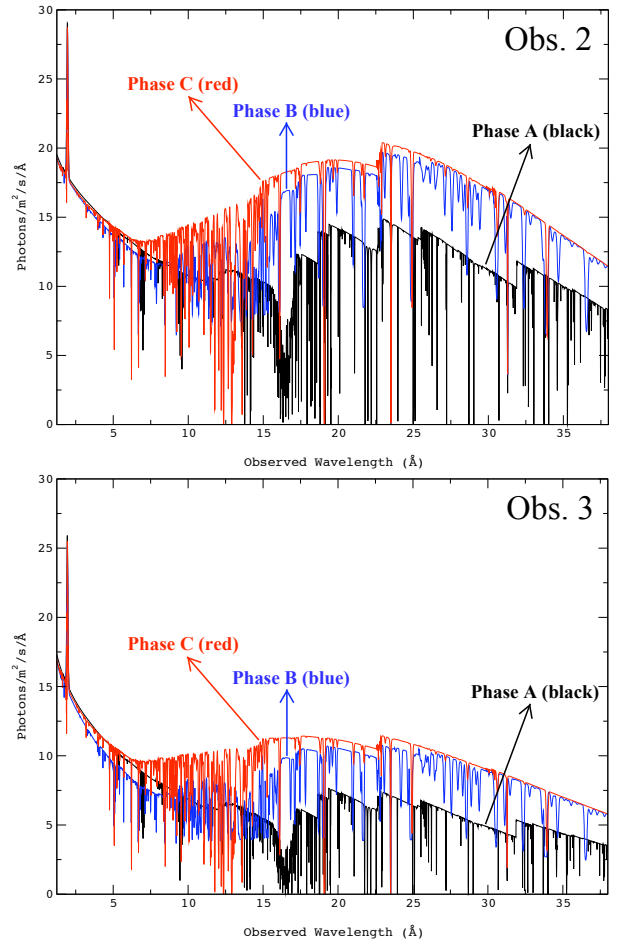 30
Obs. 2
25
Phase C (red)
Phase B (blue)
Phase A (black)
20
Photons/m²/s/Å
15
10
5
0
5 10 15 20 25 30 35
Observed Wavelength (Å)
30
Obs. 3
25
20
Phase C (red)
Phase B (blue)
Phase A (black)
Photons/m²/s/Å
15
10
5
0
5 10 15 20 25 30 35
Observed Wavelength (Å)